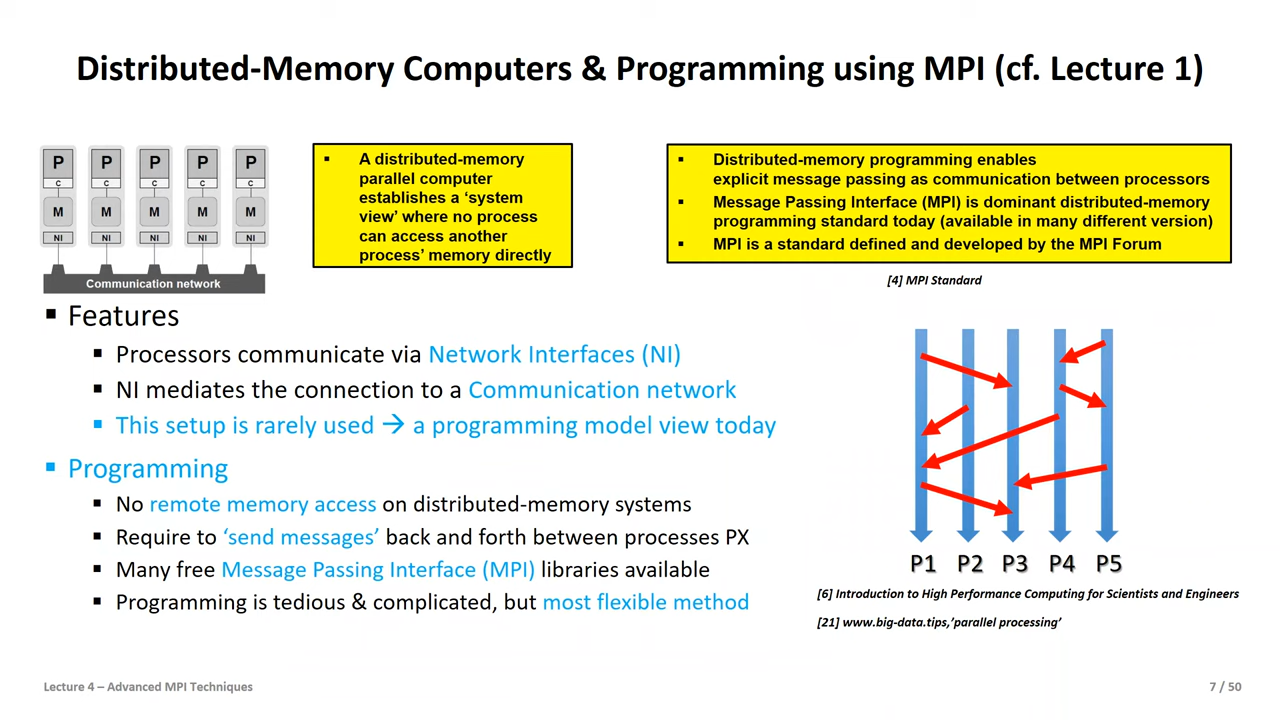 Distributed-Memory Computers & Programming using MPI (cf. Lecture 1)
P P P P P
C C C C C
M M M M M
NI NI NI NI NI
Communication network
▪ A distributed-memory
parallel computer
establishes a ‘system
view’ where no process
can access another
process’ memory directly
▪ Distributed-memory programming enables
explicit message passing as communication between processors
▪ Message Passing Interface (MPI) is dominant distributed-memory
programming standard today (available in many different version)
▪ MPI is a standard defined and developed by the MPI Forum
[4] MPI Standard
▪ Features
▪ Processors communicate via Network Interfaces (NI)
▪ NI mediates the connection to a Communication network
▪ This setup is rarely used → a programming model view today
▪ Programming
▪ No remote memory access on distributed-memory systems
▪ Require to ‘send messages’ back and forth between processes PX
▪ Many free Message Passing Interface (MPI) libraries available
▪ Programming is tedious & complicated, but most flexible method
P1 P2 P3 P4 P5
[6] Introduction to High Performance Computing for Scientists and Engineers
[21] www.big-data.tips,’parallel processing’
Lecture 4 – Advanced MPI Techniques
7 / 50